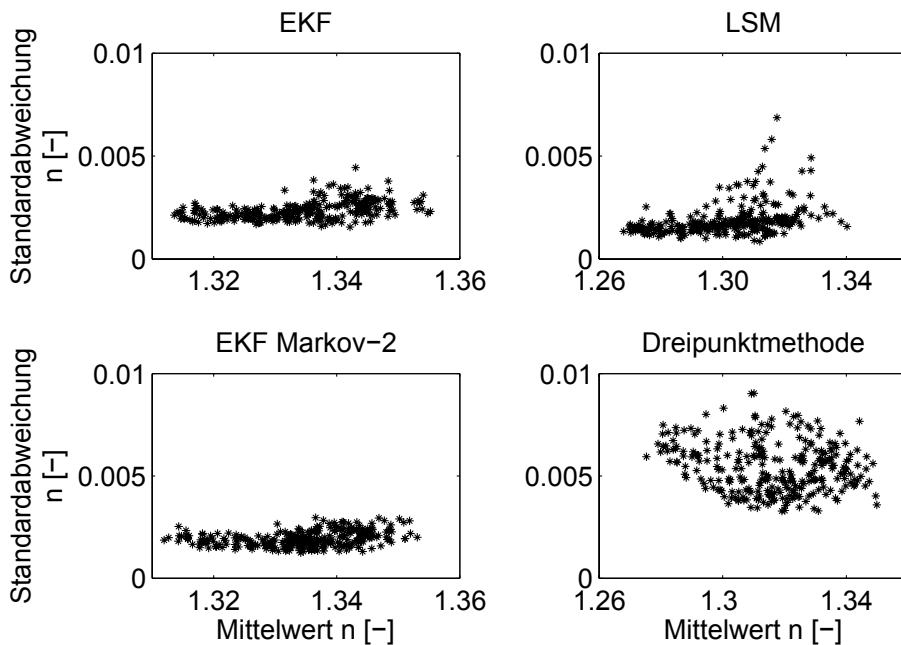 EKF
LSM
Standardabweichung
n [−]
0.01
0.005
0
1.32
1.34
1.36
0.01
0.005
0
1.26
1.30
1.34
EKF Markov−2
Dreipunktmethode
Standardabweichung
n [−]
0.01
0.005
0
1.32
1.34
1.36
Mittelwert n [−]
0.01
0.005
0
1.26
1.30
1.34
Mittelwert n [−]